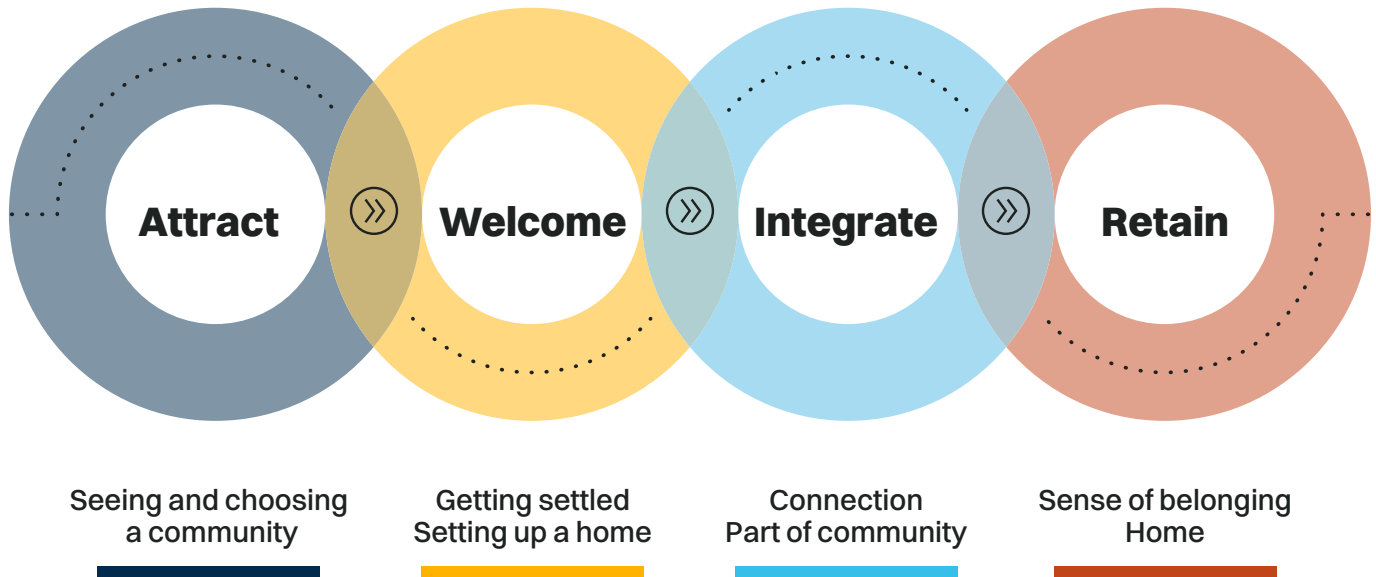 Attract
Welcome
Integrate
Retain
Seeing and choosing
a community
Getting settled
Setting up a home
Connection
Part of community
Sense of belonging
Home